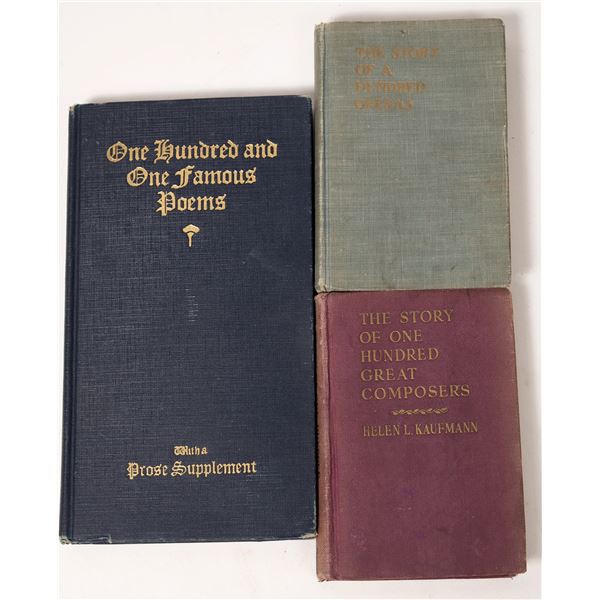 One Hundred and
One Famous
Poems
With a
Prose Supplement
THE STORY
OF A
HUNDRED
OPERAS
THE STORY
OF ONE
HUNDRED
GREAT
COMPOSERS
HELEN L. KAUFMANN